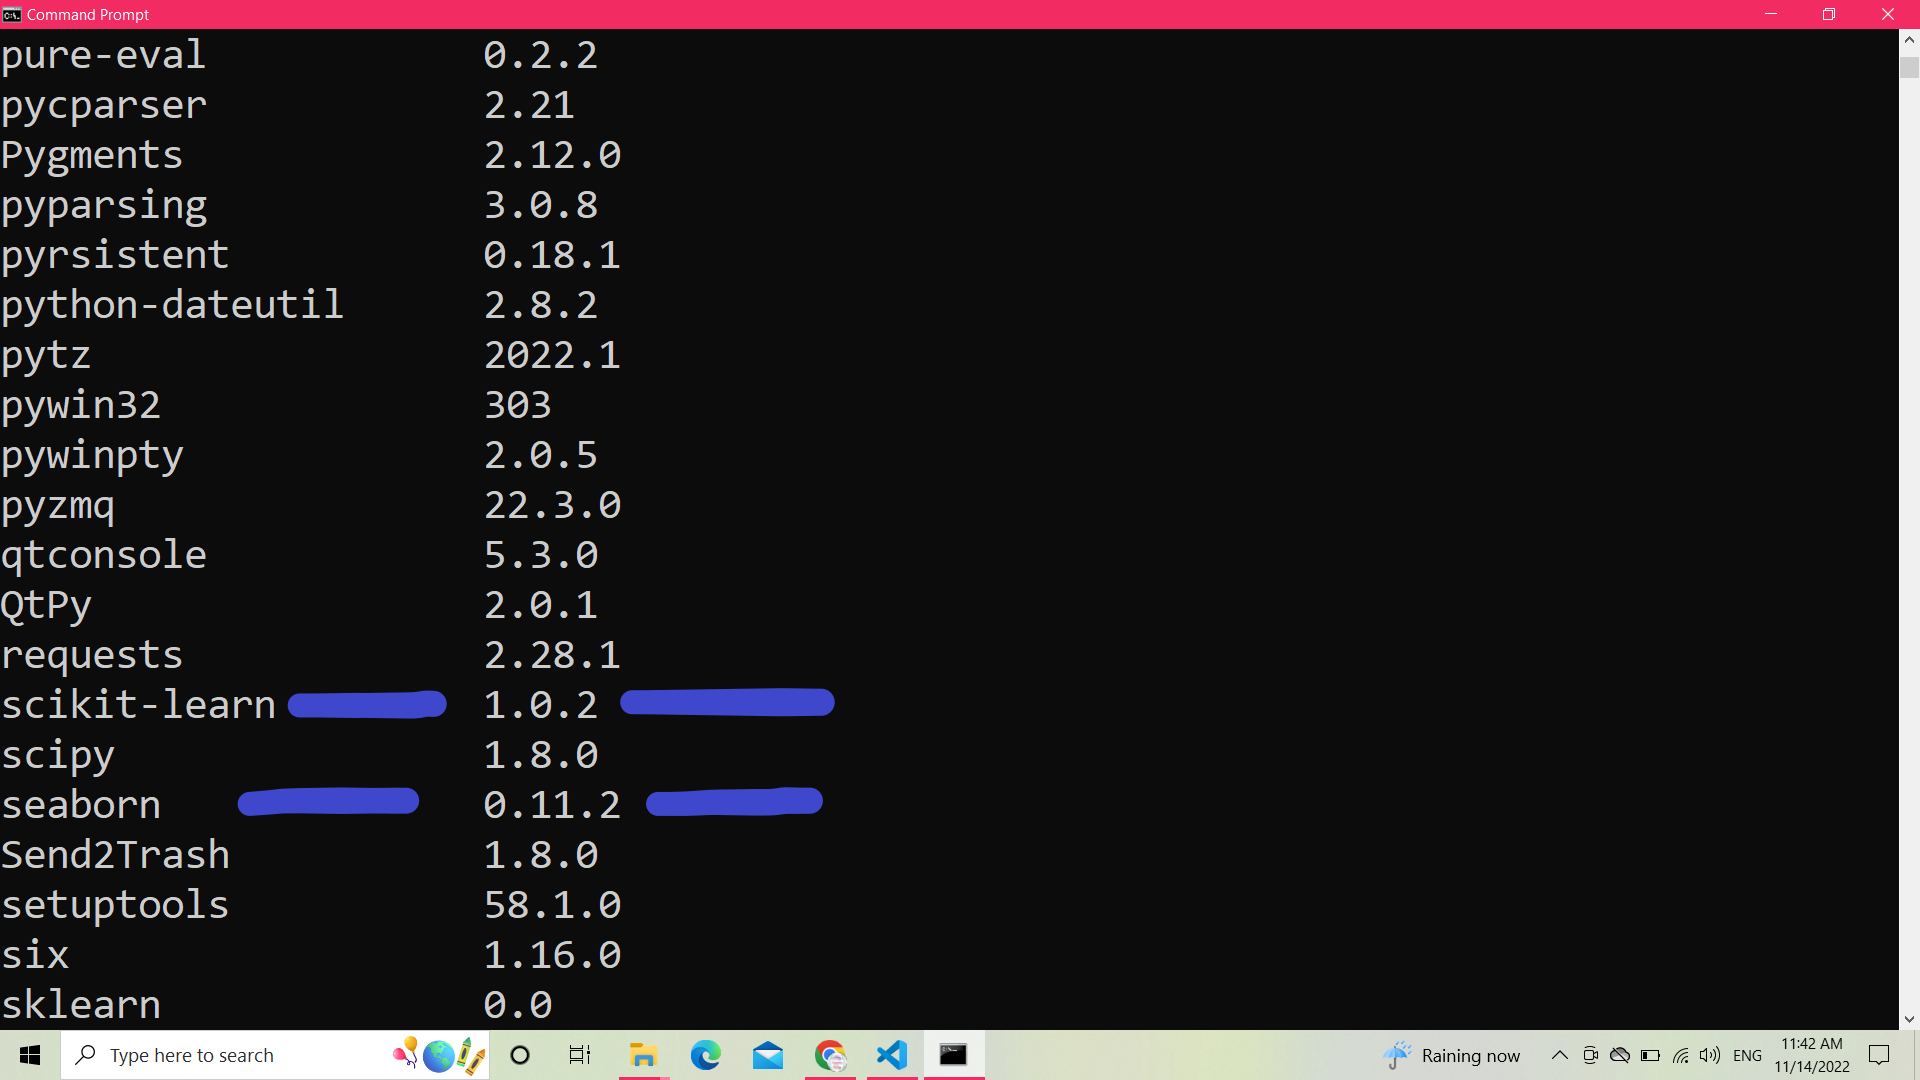 Command Prompt
pure-eval 0.2.2
pycparser 2.21
Pygments 2.12.0
pyparsing 3.0.8
pyrsistent 0.18.1
python-dateutil 2.8.2
pytz 2022.1
pywin32 303
pywinpty 2.0.5
pyzmq 22.3.0
qtconsole 5.3.0
QtPy 2.0.1
requests 2.28.1
scikit-learn 1.0.2
scipy 1.8.0
seaborn 0.11.2
Send2Trash 1.8.0
setuptools 58.1.0
six 1.16.0
sklearn 0.0
Type here to search Raining now ENG 11:42 AM
11/14/2022